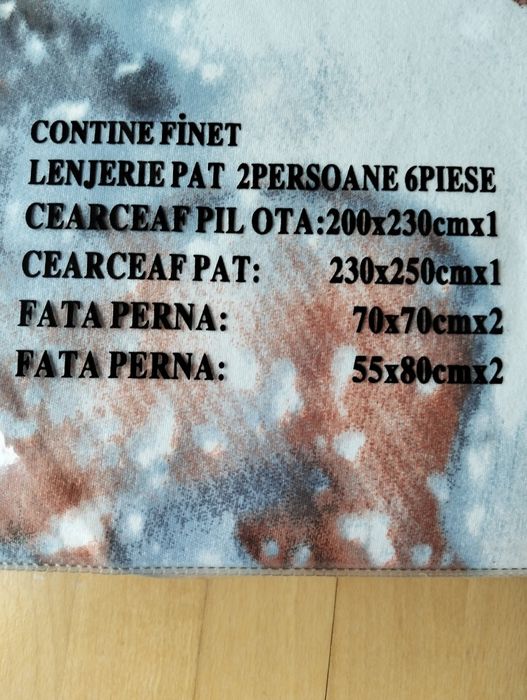 CONTINE FİNET
LENJERIE PAT 2PERSOANE 6PIESE
CEARCEAF PIL OTA:200x230cmx1
CEARCEAF PAT: 230x250cmx1
FATA PERNA: 70x70cmx2
FATA PERNA: 55x80cmx2